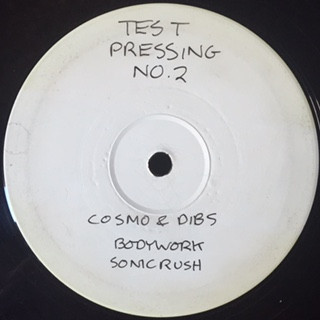 TEST
PRESSING
NO.2
COSMO & DIBS
BODYWORK
SONICRUSH